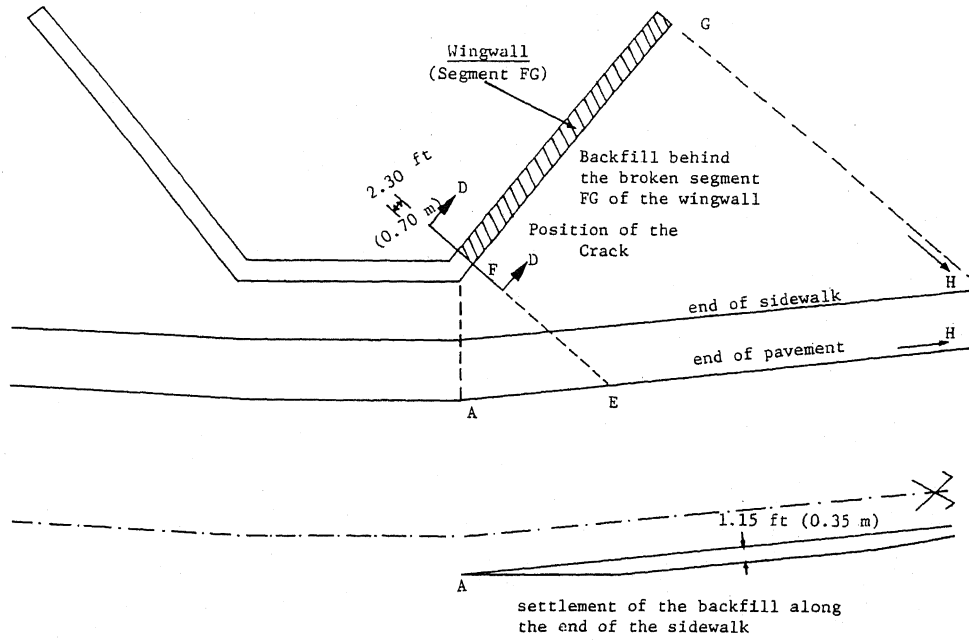 G
Wingwall
(Segment FG)
2.30 ft
(0.70 m)
D
Backfill behind
the broken segment
FG of the wingwall
Position of the
Crack
F
D
H
end of sidewalk
H
end of pavement
A
E
1.15 ft (0.35 m)
A
settlement of the backfill along
the end of the sidewalk